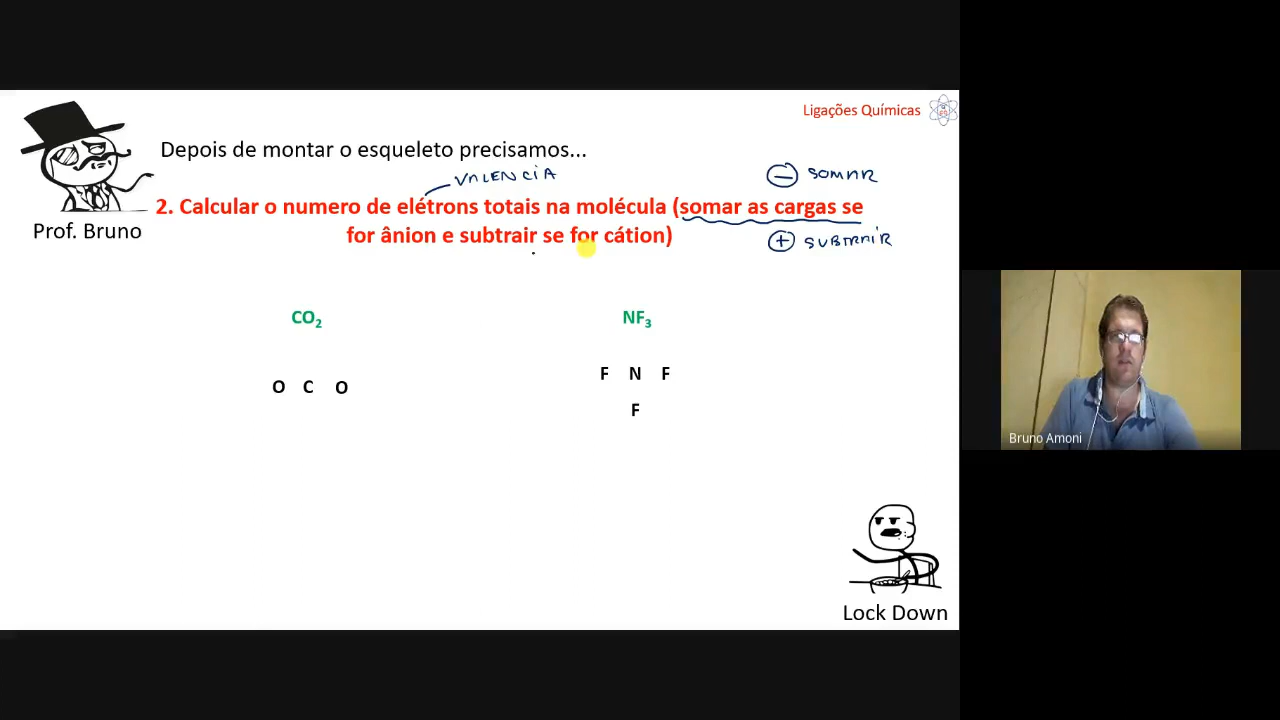 Ligações Químicas
Depois de montar o esqueleto precisamos...
VALENCIA
⊖ SOMAR
2. Calcular o numero de elétrons totais na molécula (somar as cargas se
for ânion e subtrair se for cátion)
⊕ SUBTRAIR
Prof. Bruno
CO₂
NF₃
O C O
F N F
F
Bruno Amoni
Lock Down